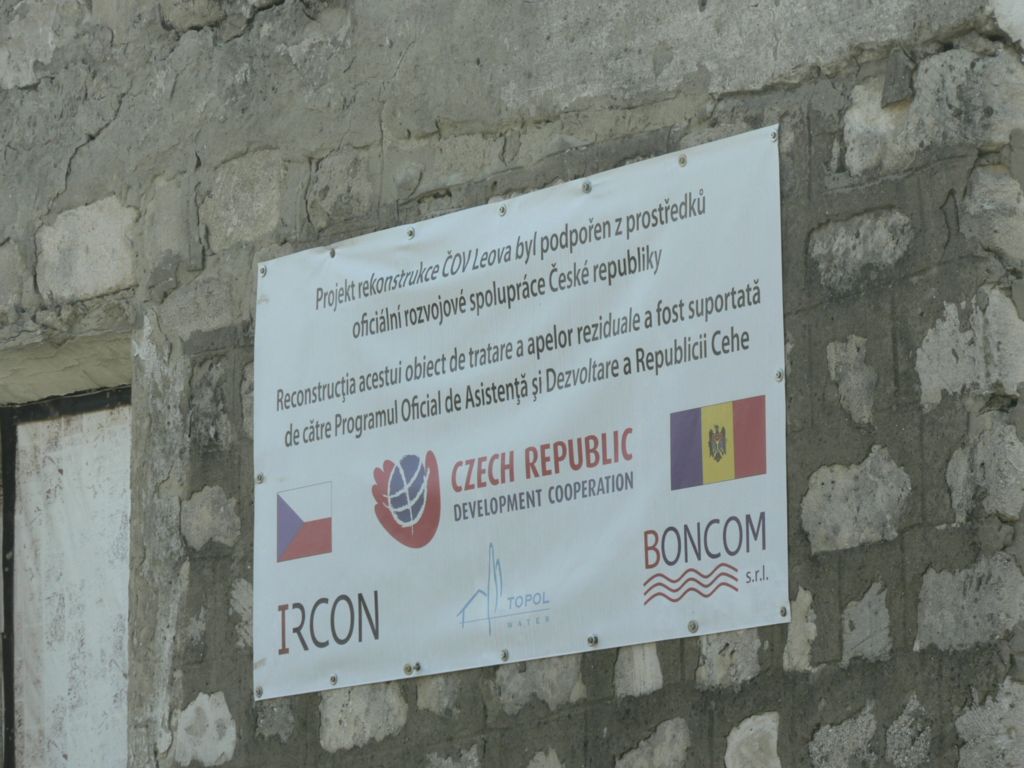 Projekt rekonstrukce ČOV Leova byl podpořen z prostředků
oficiální rozvojové spolupráce České republiky
Reconstrucția acestui obiect de tratare a apelor reziduale a fost suportată
de către Programul Oficial de Asistență și Dezvoltare a Republicii Cehe
CZECH REPUBLIC
DEVELOPMENT COOPERATION
IRCON
TOPOL
WATER
BONCOM
s.r.l.